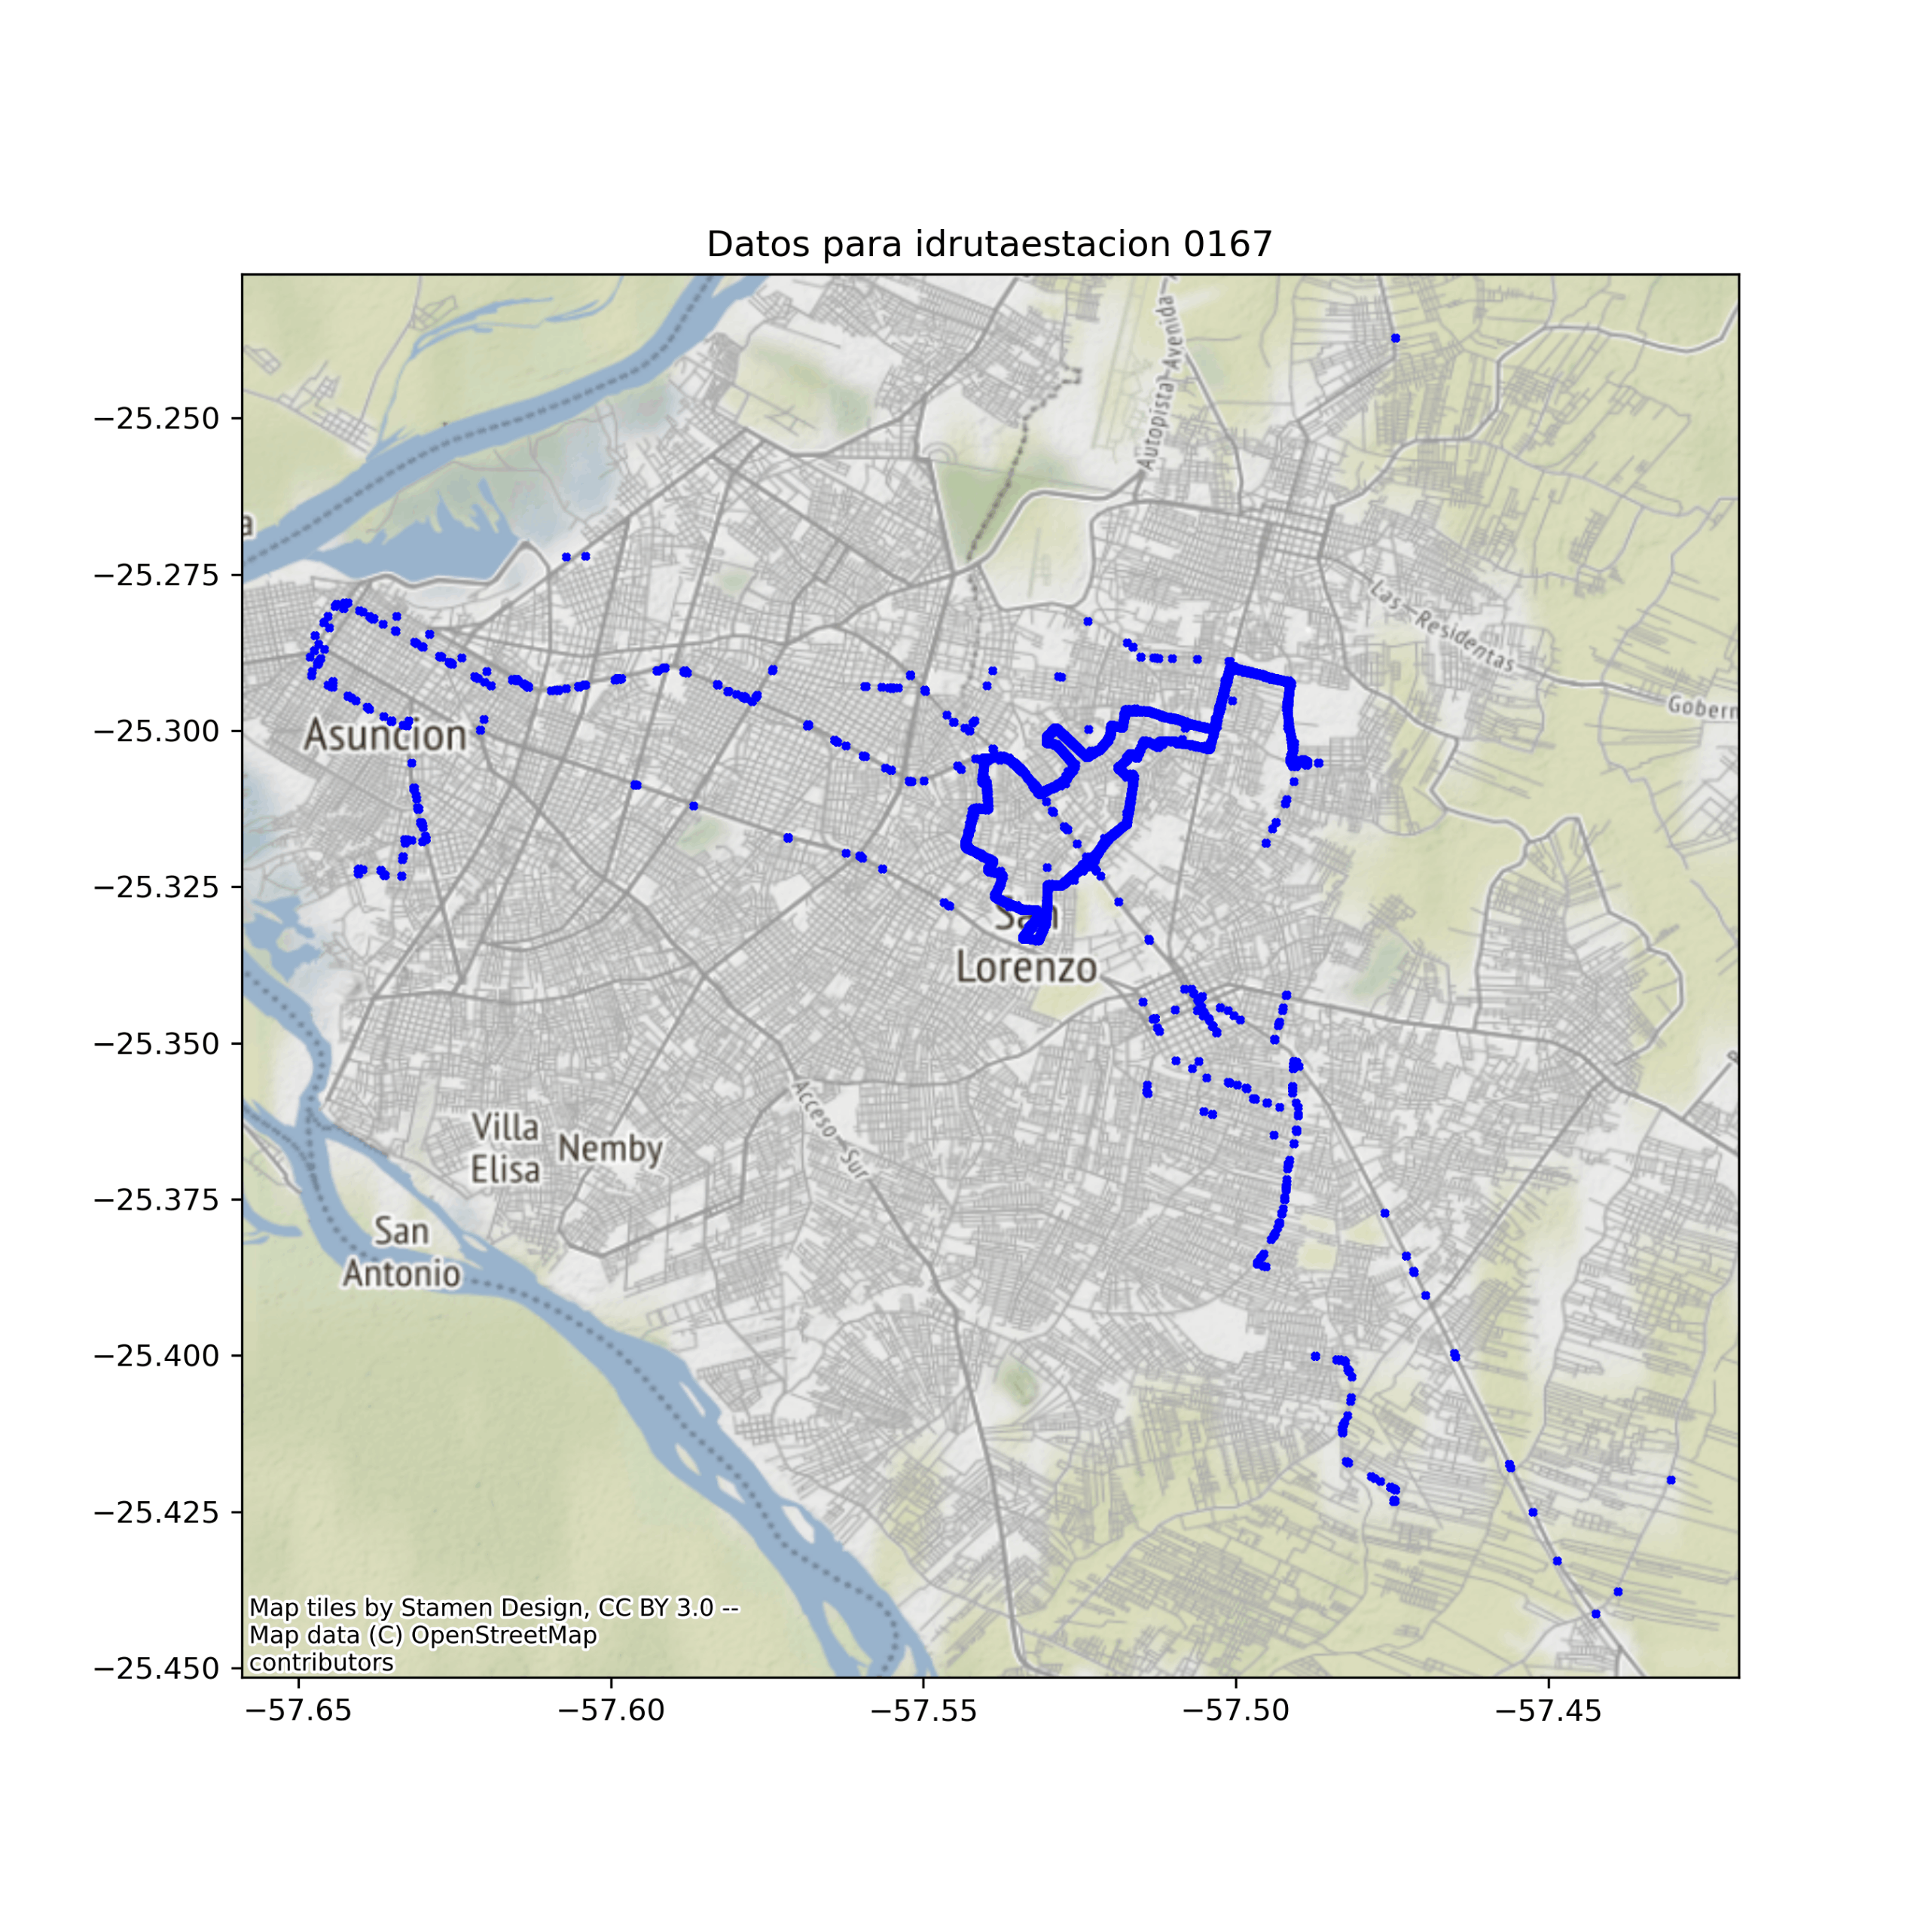 Datos para idrutaestacion 0167
Autopista Avenida
−25.250
−25.275
Las Residentas
−25.300
Asuncion
Gobern
−25.325
San
Lorenzo
−25.350
Villa
Elisa
Nemby
Acceso Sur
−25.375
San
Antonio
−25.400
−25.425
Map tiles by Stamen Design, CC BY 3.0 --
Map data (C) OpenStreetMap
contributors
−25.450
−57.65
−57.60
−57.55
−57.50
−57.45